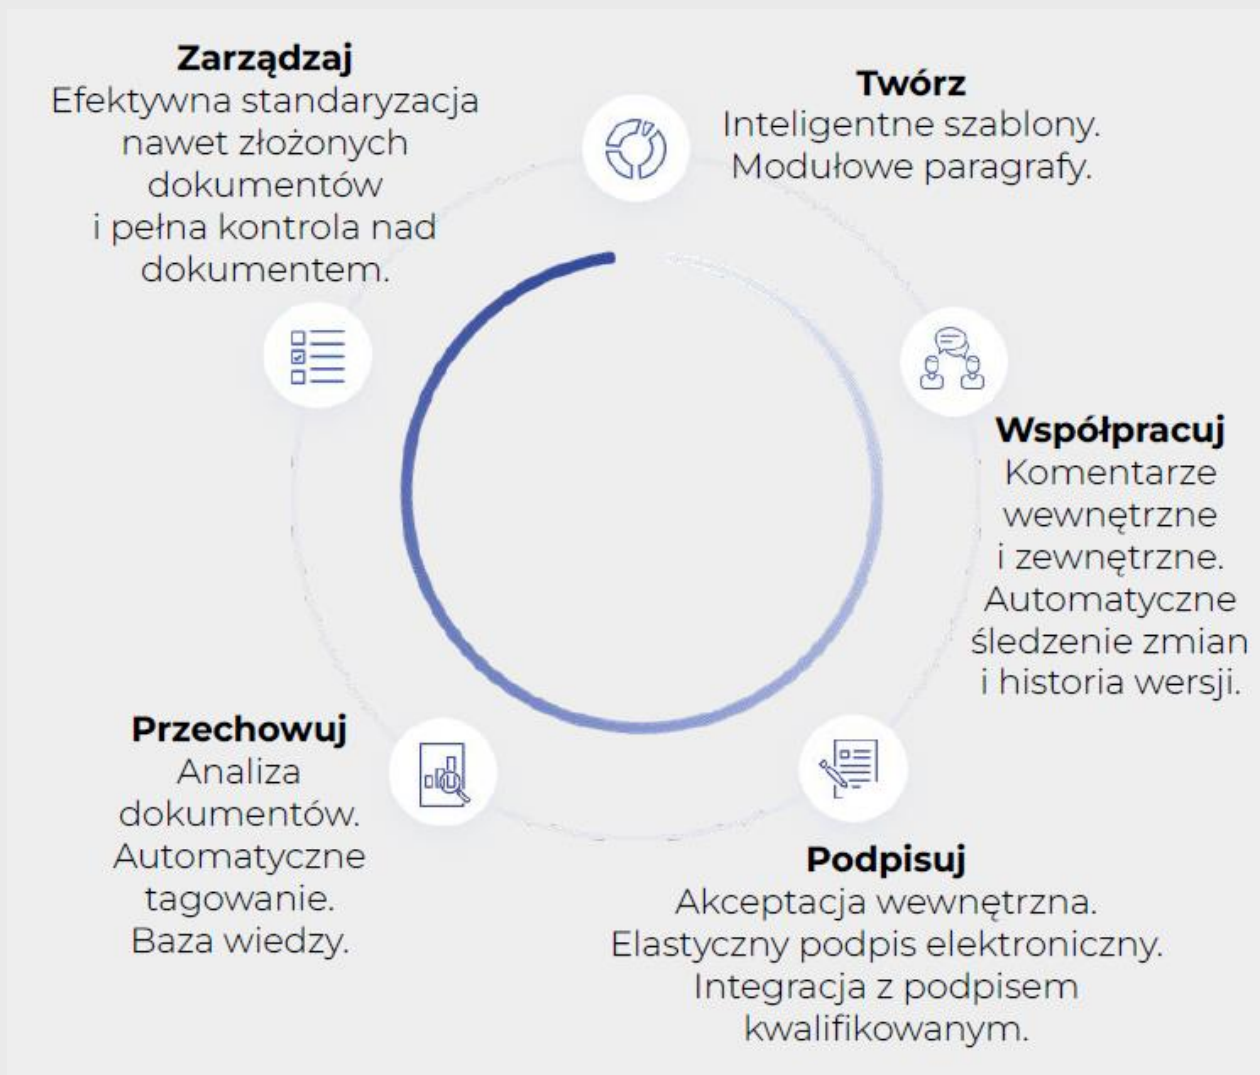 Zarządzaj
Efektywna standaryzacja
nawet złożonych
dokumentów
i pełna kontrola nad
dokumentem.
Twórz
Inteligentne szablony.
Modułowe paragrafy.
Współpracuj
Komentarze
wewnętrzne
i zewnętrzne.
Automatyczne
śledzenie zmian
i historia wersji.
Przechowuj
Analiza
dokumentów.
Automatyczne
tagowanie.
Baza wiedzy.
Podpisuj
Akceptacja wewnętrzna.
Elastyczny podpis elektroniczny.
Integracja z podpisem
kwalifikowanym.